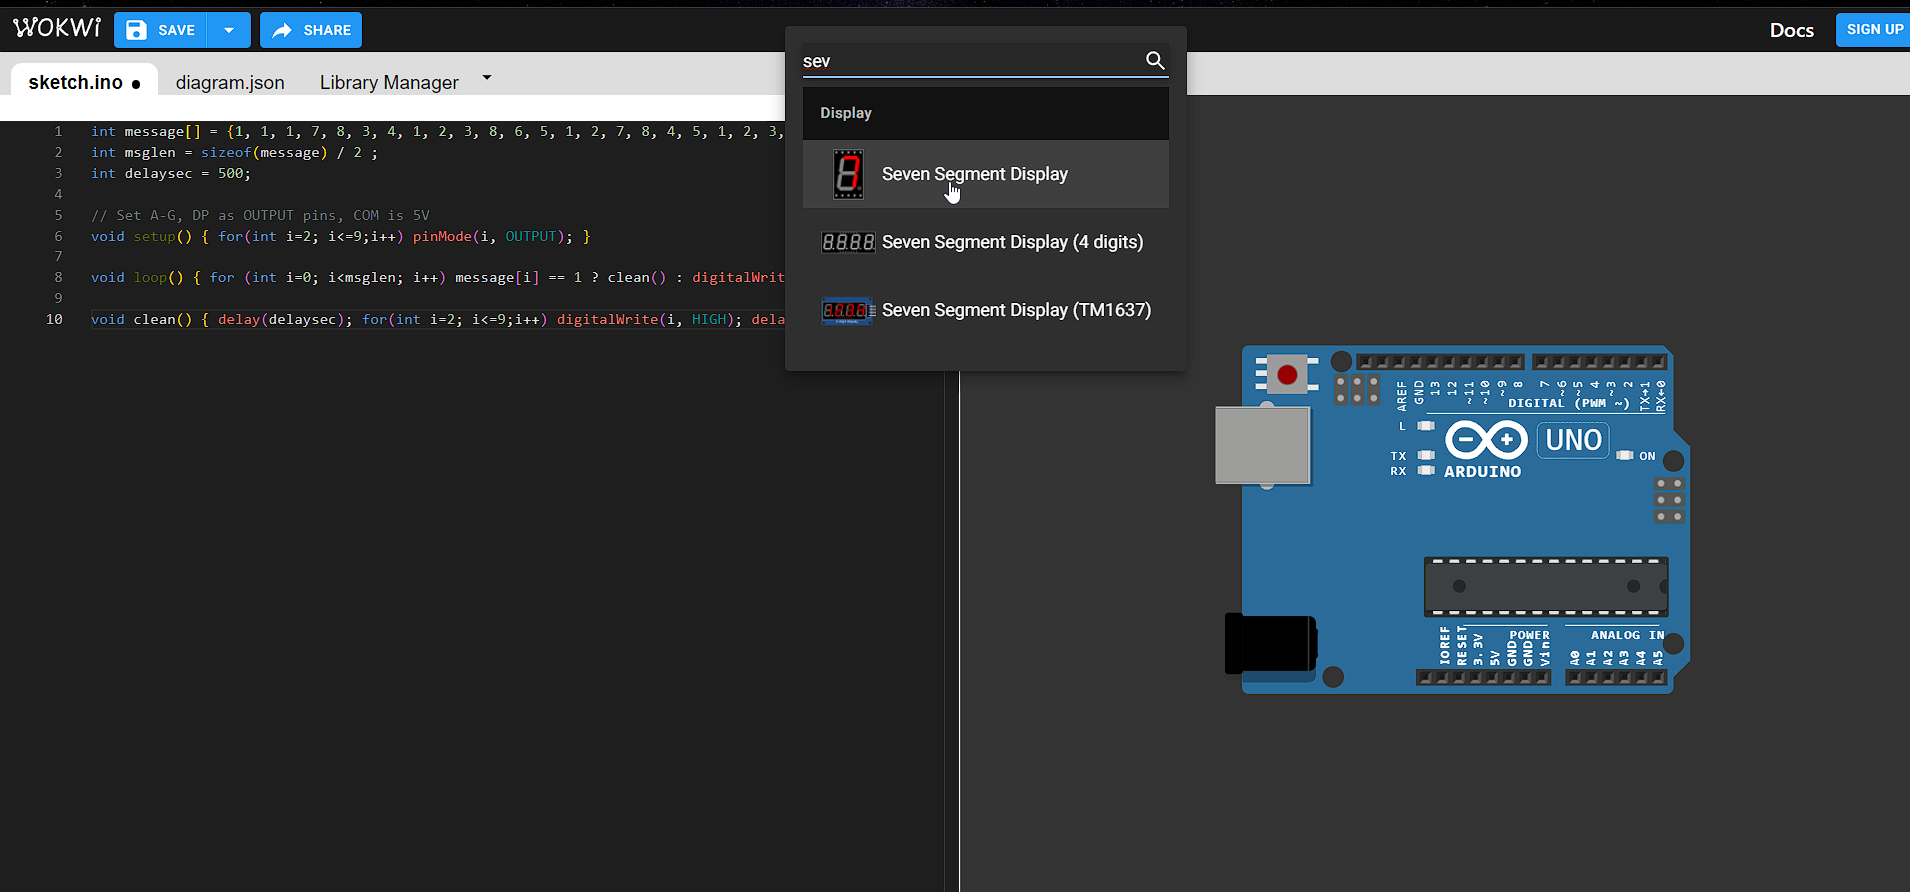 WOKWI SAVE SHARE Docs SIGN UP
sev
sketch.ino ● diagram.json Library Manager
Display
Seven Segment Display
Seven Segment Display (4 digits)
Seven Segment Display (TM1637)
1 int message[] = {1, 1, 1, 7, 8, 3, 4, 1, 2, 3, 8, 6, 5, 1, 2, 7, 8, 4, 5, 1, 2, 3,
2 int msglen = sizeof(message) / 2 ;
3 int delaysec = 500;
4
5 // Set A-G, DP as OUTPUT pins, COM is 5V
6 void setup() { for(int i=2; i<=9;i++) pinMode(i, OUTPUT); }
7
8 void loop() { for (int i=0; i<msglen; i++) message[i] == 1 ? clean() : digitalWrit
9
10 void clean() { delay(delaysec); for(int i=2; i<=9;i++) digitalWrite(i, HIGH); dela
AREF GND 13 12 ~11 ~10 ~9 8 7 ~6 ~5 4 ~3 2 TX→1 RX←0
DIGITAL (PWM ~)
L
TX
RX
UNO
ARDUINO
ON
IOREF RESET 3.3V 5V GND GND Vin
POWER
ANALOG IN
A0 A1 A2 A3 A4 A5